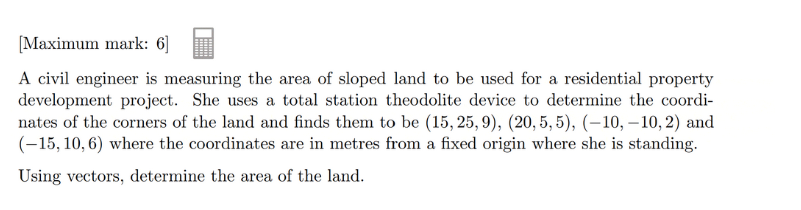 [Maximum mark: 6]
A civil engineer is measuring the area of sloped land to be used for a residential property
development project. She uses a total station theodolite device to determine the coordi-
nates of the corners of the land and finds them to be (15, 25, 9), (20, 5, 5), (−10, −10, 2) and
(−15, 10, 6) where the coordinates are in metres from a fixed origin where she is standing.
Using vectors, determine the area of the land.